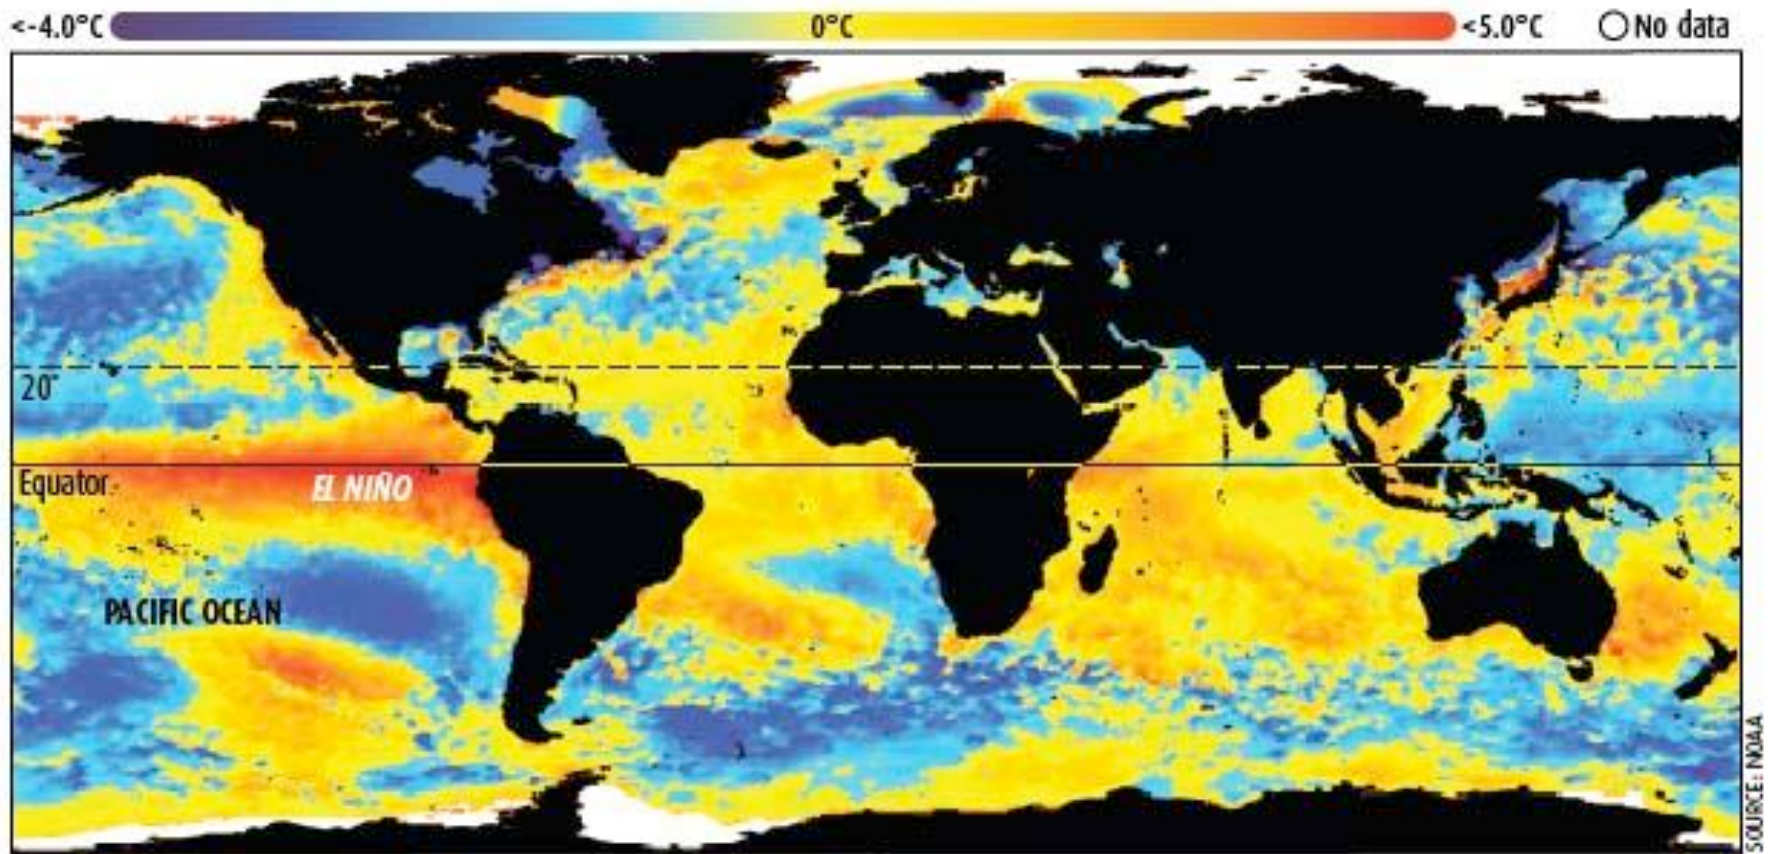 <-4.0°C 0°C <5.0°C No data
20°
Equator
EL NIÑO
PACIFIC OCEAN
SOURCE: NOAA